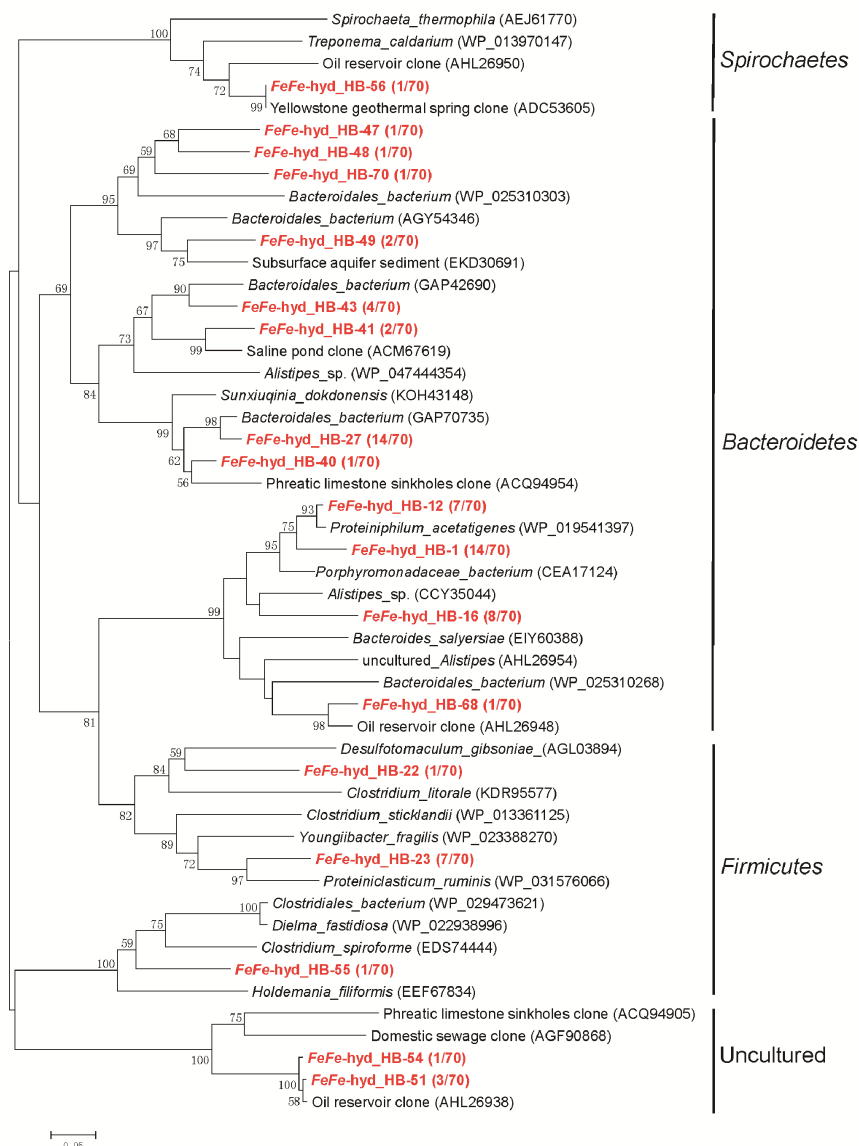 Spirochaeta_thermophila (AEJ61770)
100
Treponema_caldarium (WP_013970147)
Oil reservoir clone (AHL26950)
Spirochaetes
74
72
FeFe-hyd_HB-56 (1/70)
99
Yellowstone geothermal spring clone (ADC53605)
FeFe-hyd_HB-47 (1/70)
68
FeFe-hyd_HB-48 (1/70)
59
69
FeFe-hyd_HB-70 (1/70)
95
Bacteroidales_bacterium (WP_025310303)
Bacteroidales_bacterium (AGY54346)
97
FeFe-hyd_HB-49 (2/70)
75
Subsurface aquifer sediment (EKD30691)
69
90
Bacteroidales_bacterium (GAP42690)
FeFe-hyd_HB-43 (4/70)
67
FeFe-hyd_HB-41 (2/70)
73
99
Saline pond clone (ACM67619)
Alistipes_sp. (WP_047444354)
84
Sunxiuqinia_dokdonensis (KOH43148)
98
Bacteroidales_bacterium (GAP70735)
99
FeFe-hyd_HB-27 (14/70)
Bacteroidetes
62
FeFe-hyd_HB-40 (1/70)
56
Phreatic limestone sinkholes clone (ACQ94954)
93
FeFe-hyd_HB-12 (7/70)
75
Proteiniphilum_acetatigenes (WP_019541397)
95
FeFe-hyd_HB-1 (14/70)
Porphyromonadaceae_bacterium (CEA17124)
Alistipes_sp. (CCY35044)
99
FeFe-hyd_HB-16 (8/70)
Bacteroides_salyersiae (EIY60388)
uncultured_Alistipes (AHL26954)
Bacteroidales_bacterium (WP_025310268)
FeFe-hyd_HB-68 (1/70)
81
98
Oil reservoir clone (AHL26948)
59
Desulfotomaculum_gibsoniae_(AGL03894)
84
FeFe-hyd_HB-22 (1/70)
Clostridium_litorale (KDR95577)
82
Clostridium_sticklandii (WP_013361125)
89
Youngiibacter_fragilis (WP_023388270)
72
FeFe-hyd_HB-23 (7/70)
Firmicutes
97
Proteiniclasticum_ruminis (WP_031576066)
100
Clostridiales_bacterium (WP_029473621)
75
Dielma_fastidiosa (WP_022938996)
59
Clostridium_spiroforme (EDS74444)
100
FeFe-hyd_HB-55 (1/70)
Holdemania_filiformis (EEF67834)
75
Phreatic limestone sinkholes clone (ACQ94905)
Domestic sewage clone (AGF90868)
100
FeFe-hyd_HB-54 (1/70)
Uncultured
100
FeFe-hyd_HB-51 (3/70)
58
Oil reservoir clone (AHL26938)